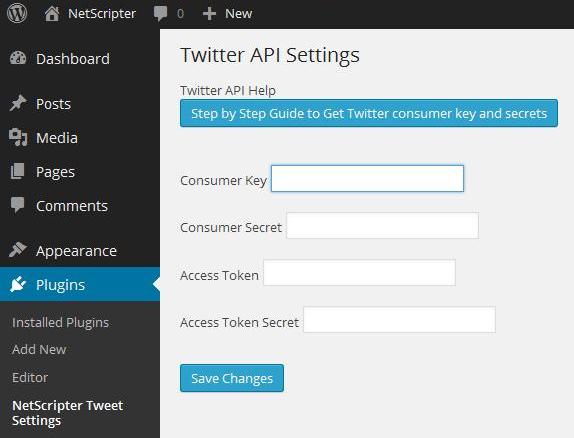 NetScripter 0 + New
Dashboard
Posts
Media
Pages
Comments
Appearance
Plugins
Installed Plugins
Add New
Editor
NetScripter Tweet
Settings
Twitter API Settings
Twitter API Help
Step by Step Guide to Get Twitter consumer key and secrets
Consumer Key
Consumer Secret
Access Token
Access Token Secret
Save Changes